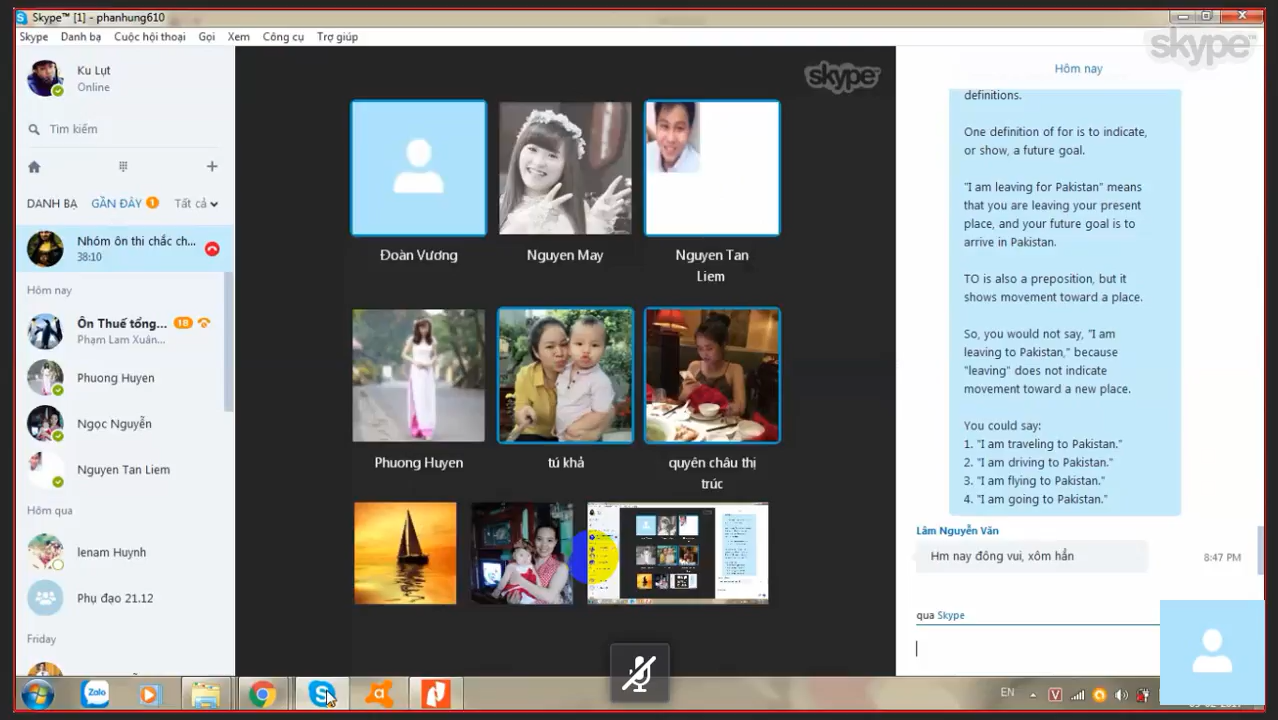 Skype™ [1] - phanhung610
Skype Danh bạ Cuộc hội thoại Gọi Xem Công cụ Trợ giúp
skype
Ku Lụt
Online
Tìm kiếm
DANH BẠ GẦN ĐÂY 1 Tất cả
Nhóm ôn thi chắc ch...
38:10
Hôm nay
Ôn Thuế tổng... 18
Phạm Lam Xuân...
Phuong Huyen
Ngọc Nguyễn
Nguyen Tan Liem
Hôm qua
lenam Huynh
Phụ đạo 21.12
Friday
skype
Đoàn Vương
Nguyen May
Nguyen Tan
Liem
Phuong Huyen
tú khả
quyên châu thị
trúc
Hôm nay
definitions.
One definition of for is to indicate,
or show, a future goal.
"I am leaving for Pakistan" means
that you are leaving your present
place, and your future goal is to
arrive in Pakistan.
TO is also a preposition, but it
shows movement toward a place.
So, you would not say, "I am
leaving to Pakistan," because
"leaving" does not indicate
movement toward a new place.
You could say:
1. "I am traveling to Pakistan."
2. "I am driving to Pakistan."
3. "I am flying to Pakistan."
4. "I am going to Pakistan."
Lâm Nguyễn Văn
Hm nay đông vui, xôm hẳn
8:47 PM
qua Skype
Zalo
EN